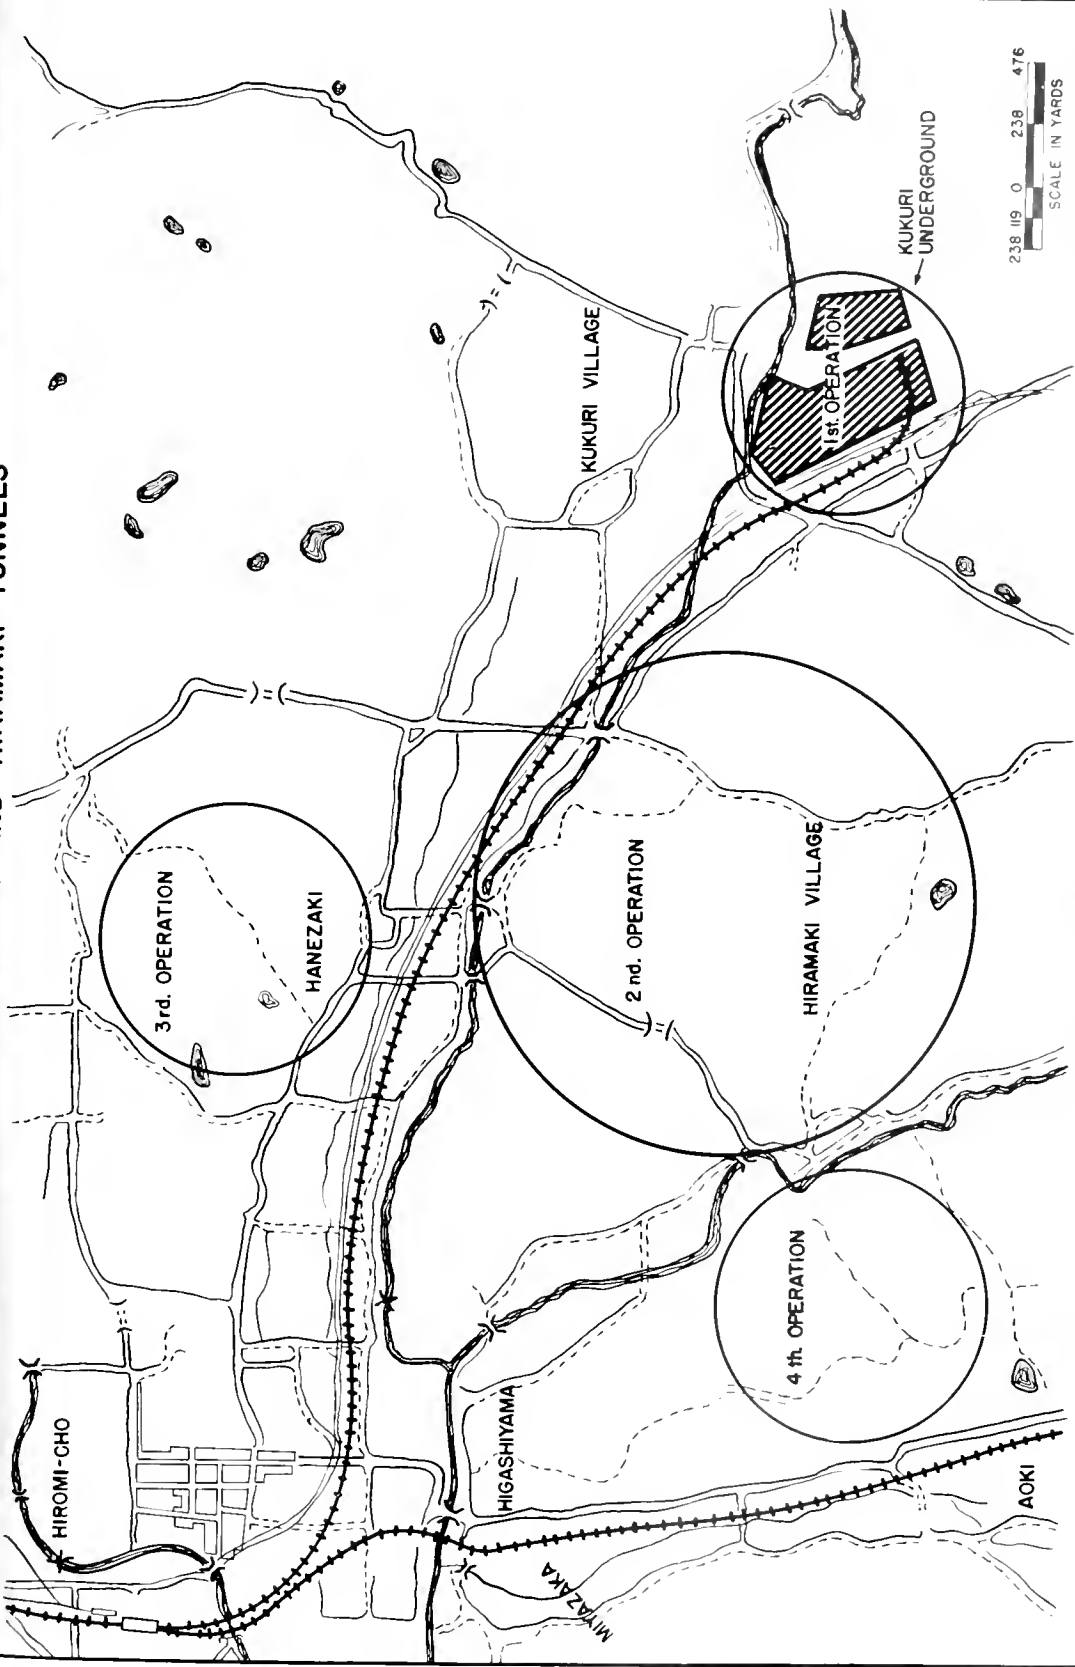 TUNNELS
3rd. OPERATION
HANEZAKI
2nd. OPERATION
HIRAMAKI VILLAGE
4th. OPERATION
1st. OPERATION
KUKURI VILLAGE
KUKURI
UNDERGROUND
HIROMI-CHO
HIGASHIYAMA
MIYAZAKA
AOKI
238 119 0 238 476
SCALE IN YARDS